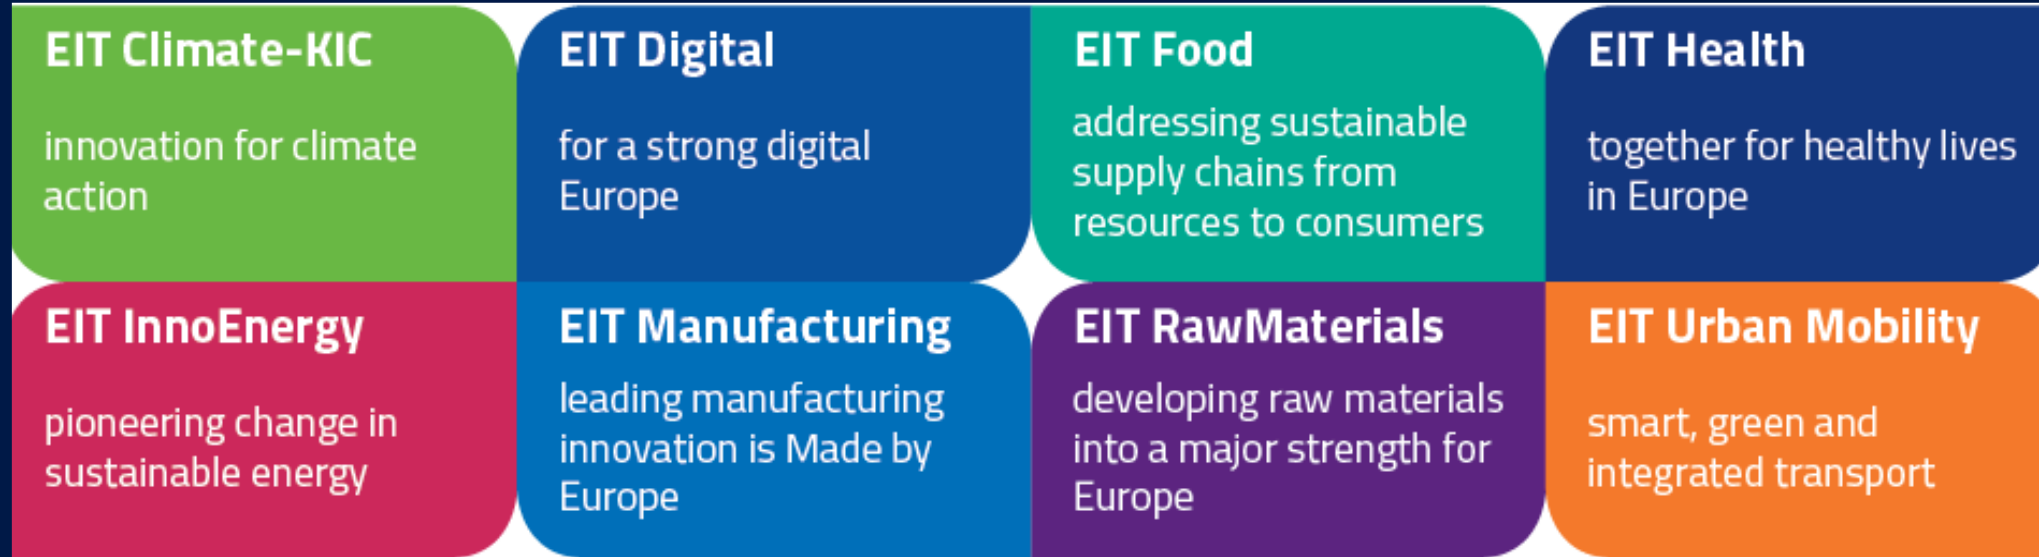 EIT Climate-KIC
innovation for climate
action
EIT Digital
for a strong digital
Europe
EIT Food
addressing sustainable
supply chains from
resources to consumers
EIT Health
together for healthy lives
in Europe
EIT InnoEnergy
pioneering change in
sustainable energy
EIT Manufacturing
leading manufacturing
innovation is Made by
Europe
EIT RawMaterials
developing raw materials
into a major strength for
Europe
EIT Urban Mobility
smart, green and
integrated transport